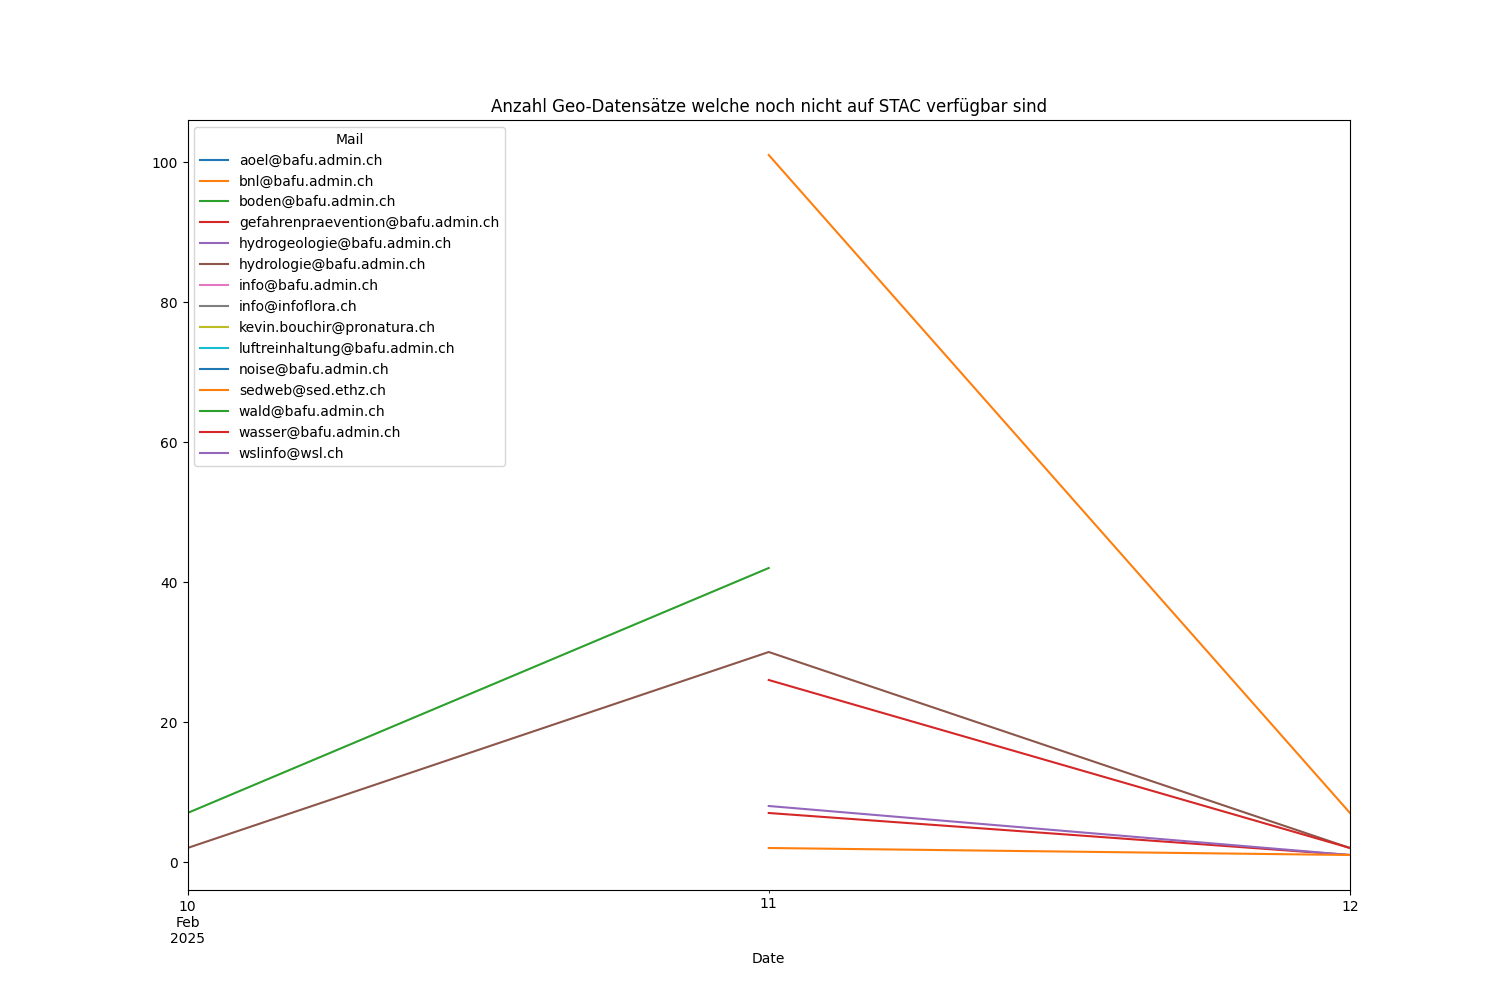 Anzahl Geo-Datensätze welche noch nicht auf STAC verfügbar sind
Mail
aoel@bafu.admin.ch
bnl@bafu.admin.ch
boden@bafu.admin.ch
gefahrenpraevention@bafu.admin.ch
hydrogeologie@bafu.admin.ch
hydrologie@bafu.admin.ch
info@bafu.admin.ch
info@infoflora.ch
kevin.bouchir@pronatura.ch
luftreinhaltung@bafu.admin.ch
noise@bafu.admin.ch
sedweb@sed.ethz.ch
wald@bafu.admin.ch
wasser@bafu.admin.ch
wslinfo@wsl.ch
100
80
60
40
20
0
10 11 12
Feb
2025
Date